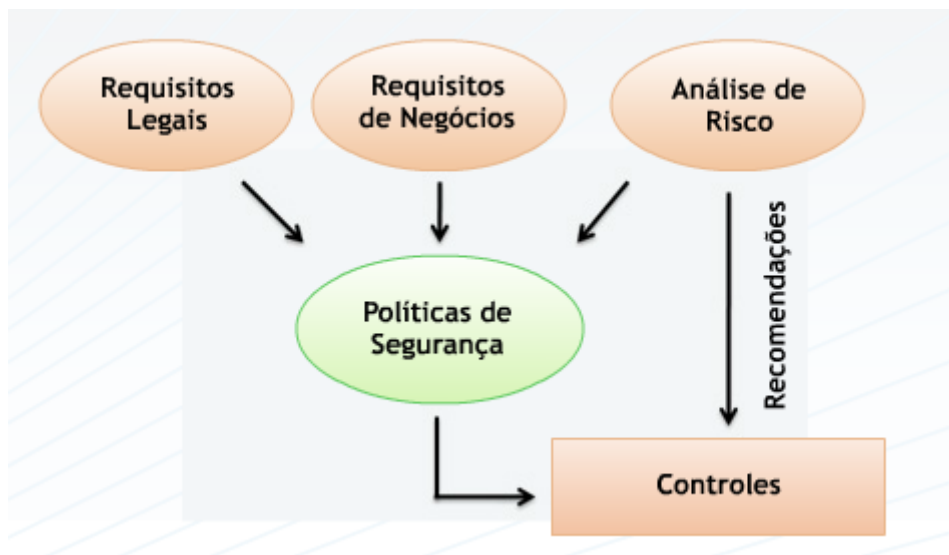 Requisitos
Legais
Requisitos
de Negócios
Análise de
Risco
Políticas de
Segurança
Recomendações
Controles